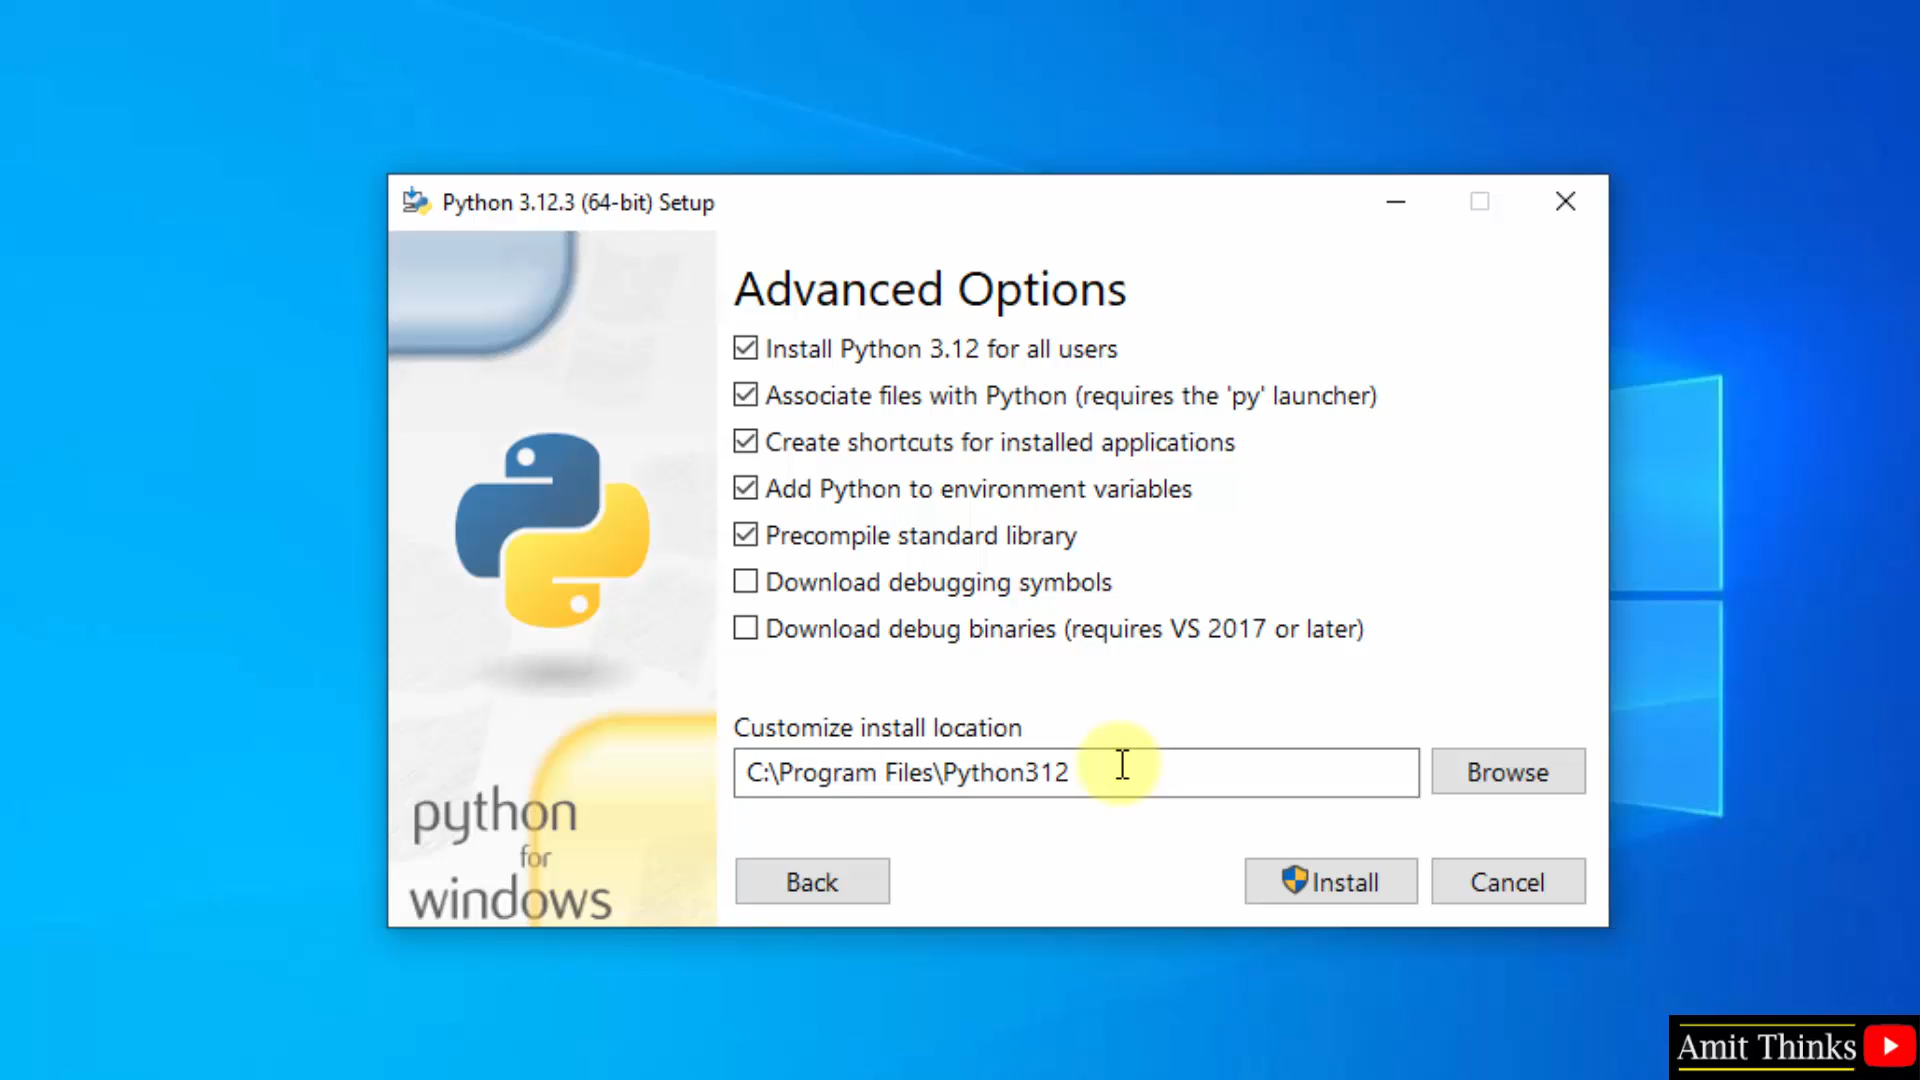 Python 3.12.3 (64-bit) Setup
Advanced Options
Install Python 3.12 for all users
Associate files with Python (requires the 'py' launcher)
Create shortcuts for installed applications
Add Python to environment variables
Precompile standard library
Download debugging symbols
Download debug binaries (requires VS 2017 or later)
Customize install location
C:\Program Files\Python312
Browse
python
for
windows
Back
Install
Cancel
Amit Thinks